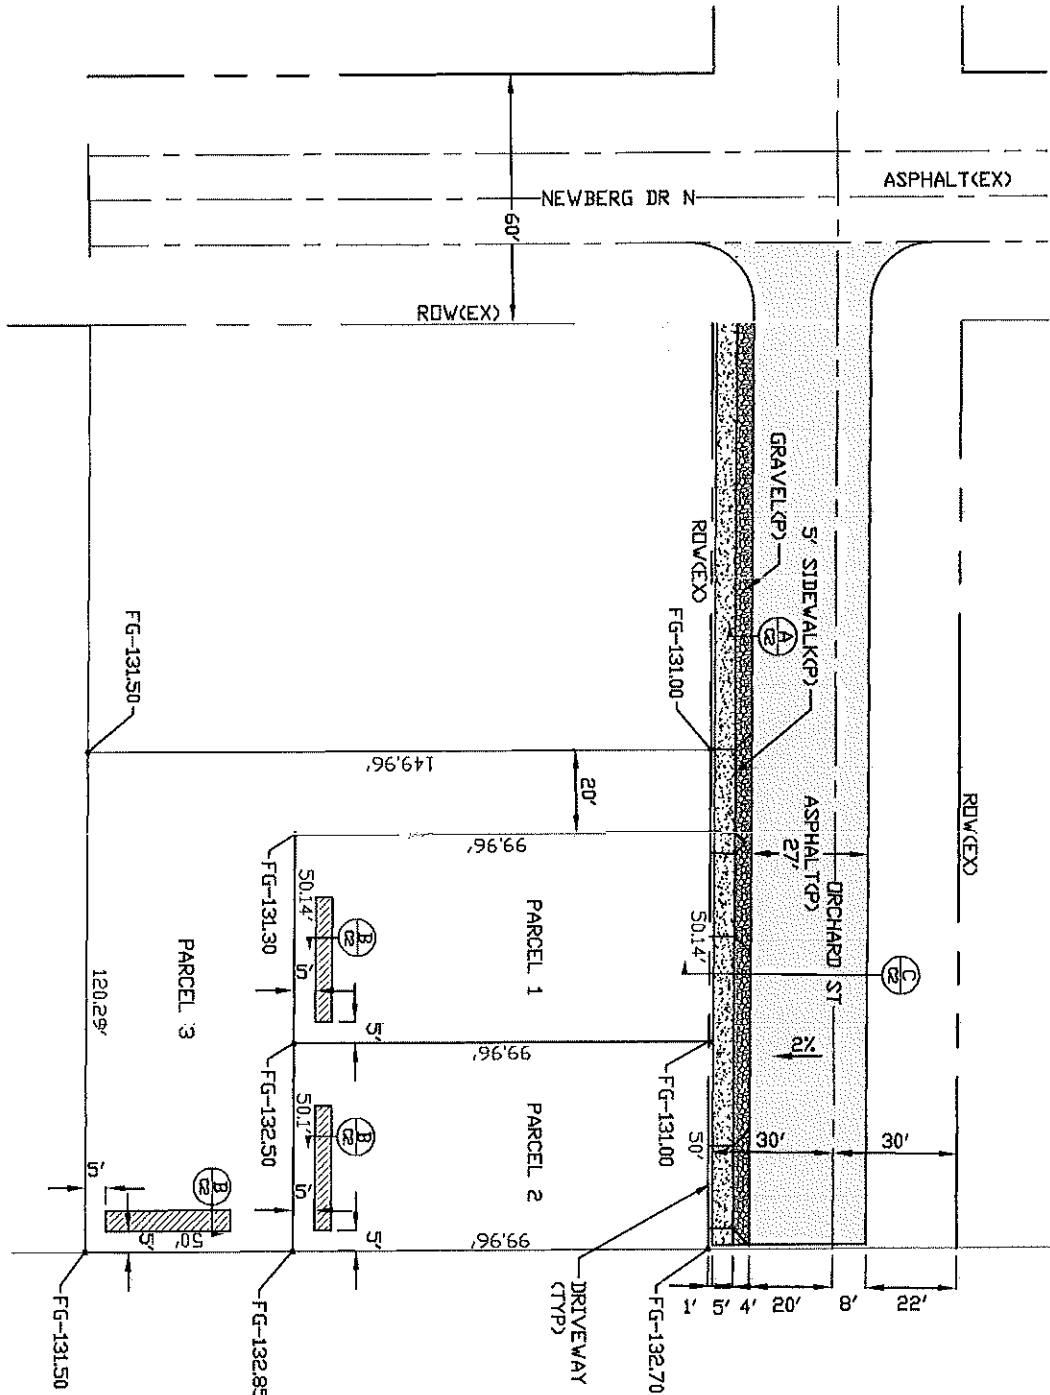 ASPHALT(EX)
NEWBERG DR N
60'
ROW(EX)
GRAVEL(P)
5' SIDEWALK(P)
ROW(EX)
A
C2
FG-131.50
FG-131.00
149.96'
20'
ROW(EX)
ASPHALT(P)
27'
99.96'
ORCHARD ST
FG-131.30
50.14'
B
C2
PARCEL 1
50.14'
C
C2
PARCEL 3
120.29'
5'
5'
2%
99.96'
FG-132.50
50.1'
B
C2
PARCEL 2
FG-131.00
50'
30'
30'
5'
B
C2
5'
5'
50'
5'
99.96'
FG-131.50
FG-132.85
DRIVEWAY
(TYP)
FG-132.70
1'
5'
4'
20'
8'
22'